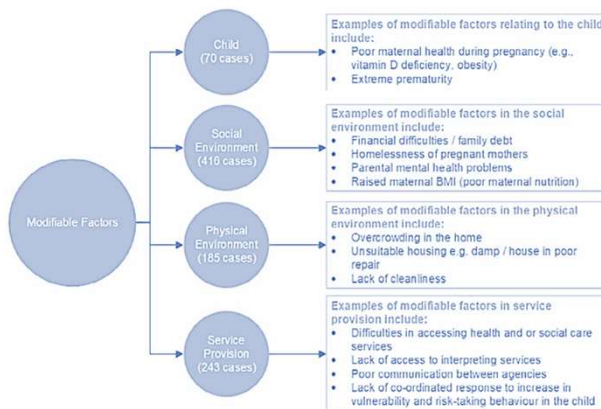 Modifiable Factors
Child
(70 cases)
Examples of modifiable factors relating to the child
include:
• Poor maternal health during pregnancy (e.g.,
vitamin D deficiency, obesity)
• Extreme prematurity
Social
Environment
(416 cases)
Examples of modifiable factors in the social
environment include:
• Financial difficulties / family debt
• Homelessness of pregnant mothers
• Parental mental health problems
• Raised maternal BMI (poor maternal nutrition)
Physical
Environment
(185 cases)
Examples of modifiable factors in the physical
environment include:
• Overcrowding in the home
• Unsuitable housing e.g. damp / house in poor
repair
• Lack of cleanliness
Service
Provision
(243 cases)
Examples of modifiable factors in service
provision include:
• Difficulties in accessing health and or social care
services
• Lack of access to interpreting services
• Poor communication between agencies
• Lack of co-ordinated response to increase in
vulnerability and risk-taking behaviour in the child